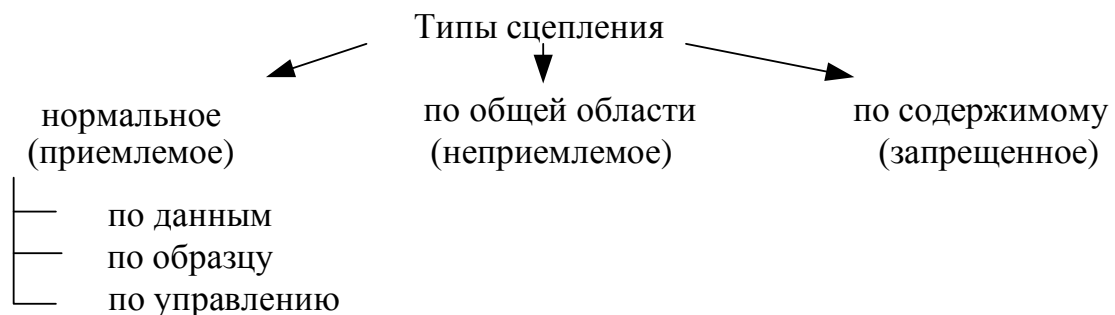 Типы сцепления
нормальное
(приемлемое)
по общей области
(неприемлемое)
по содержимому
(запрещенное)
по данным
по образцу
по управлению